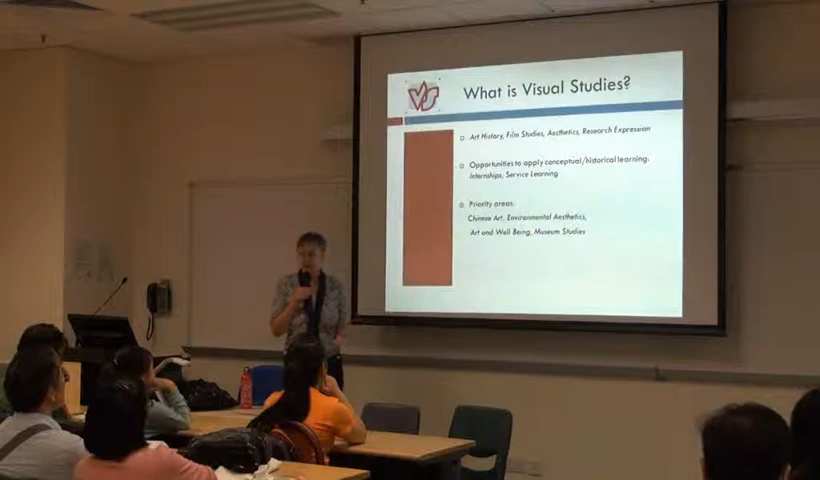 VS
What is Visual Studies?
Art History, Film Studies, Aesthetics, Research Expression
Opportunities to apply conceptual/historical learning:
Internships; Service Learning
Priority areas:
Chinese Art, Environmental Aesthetics,
Art and Well Being, Museum Studies